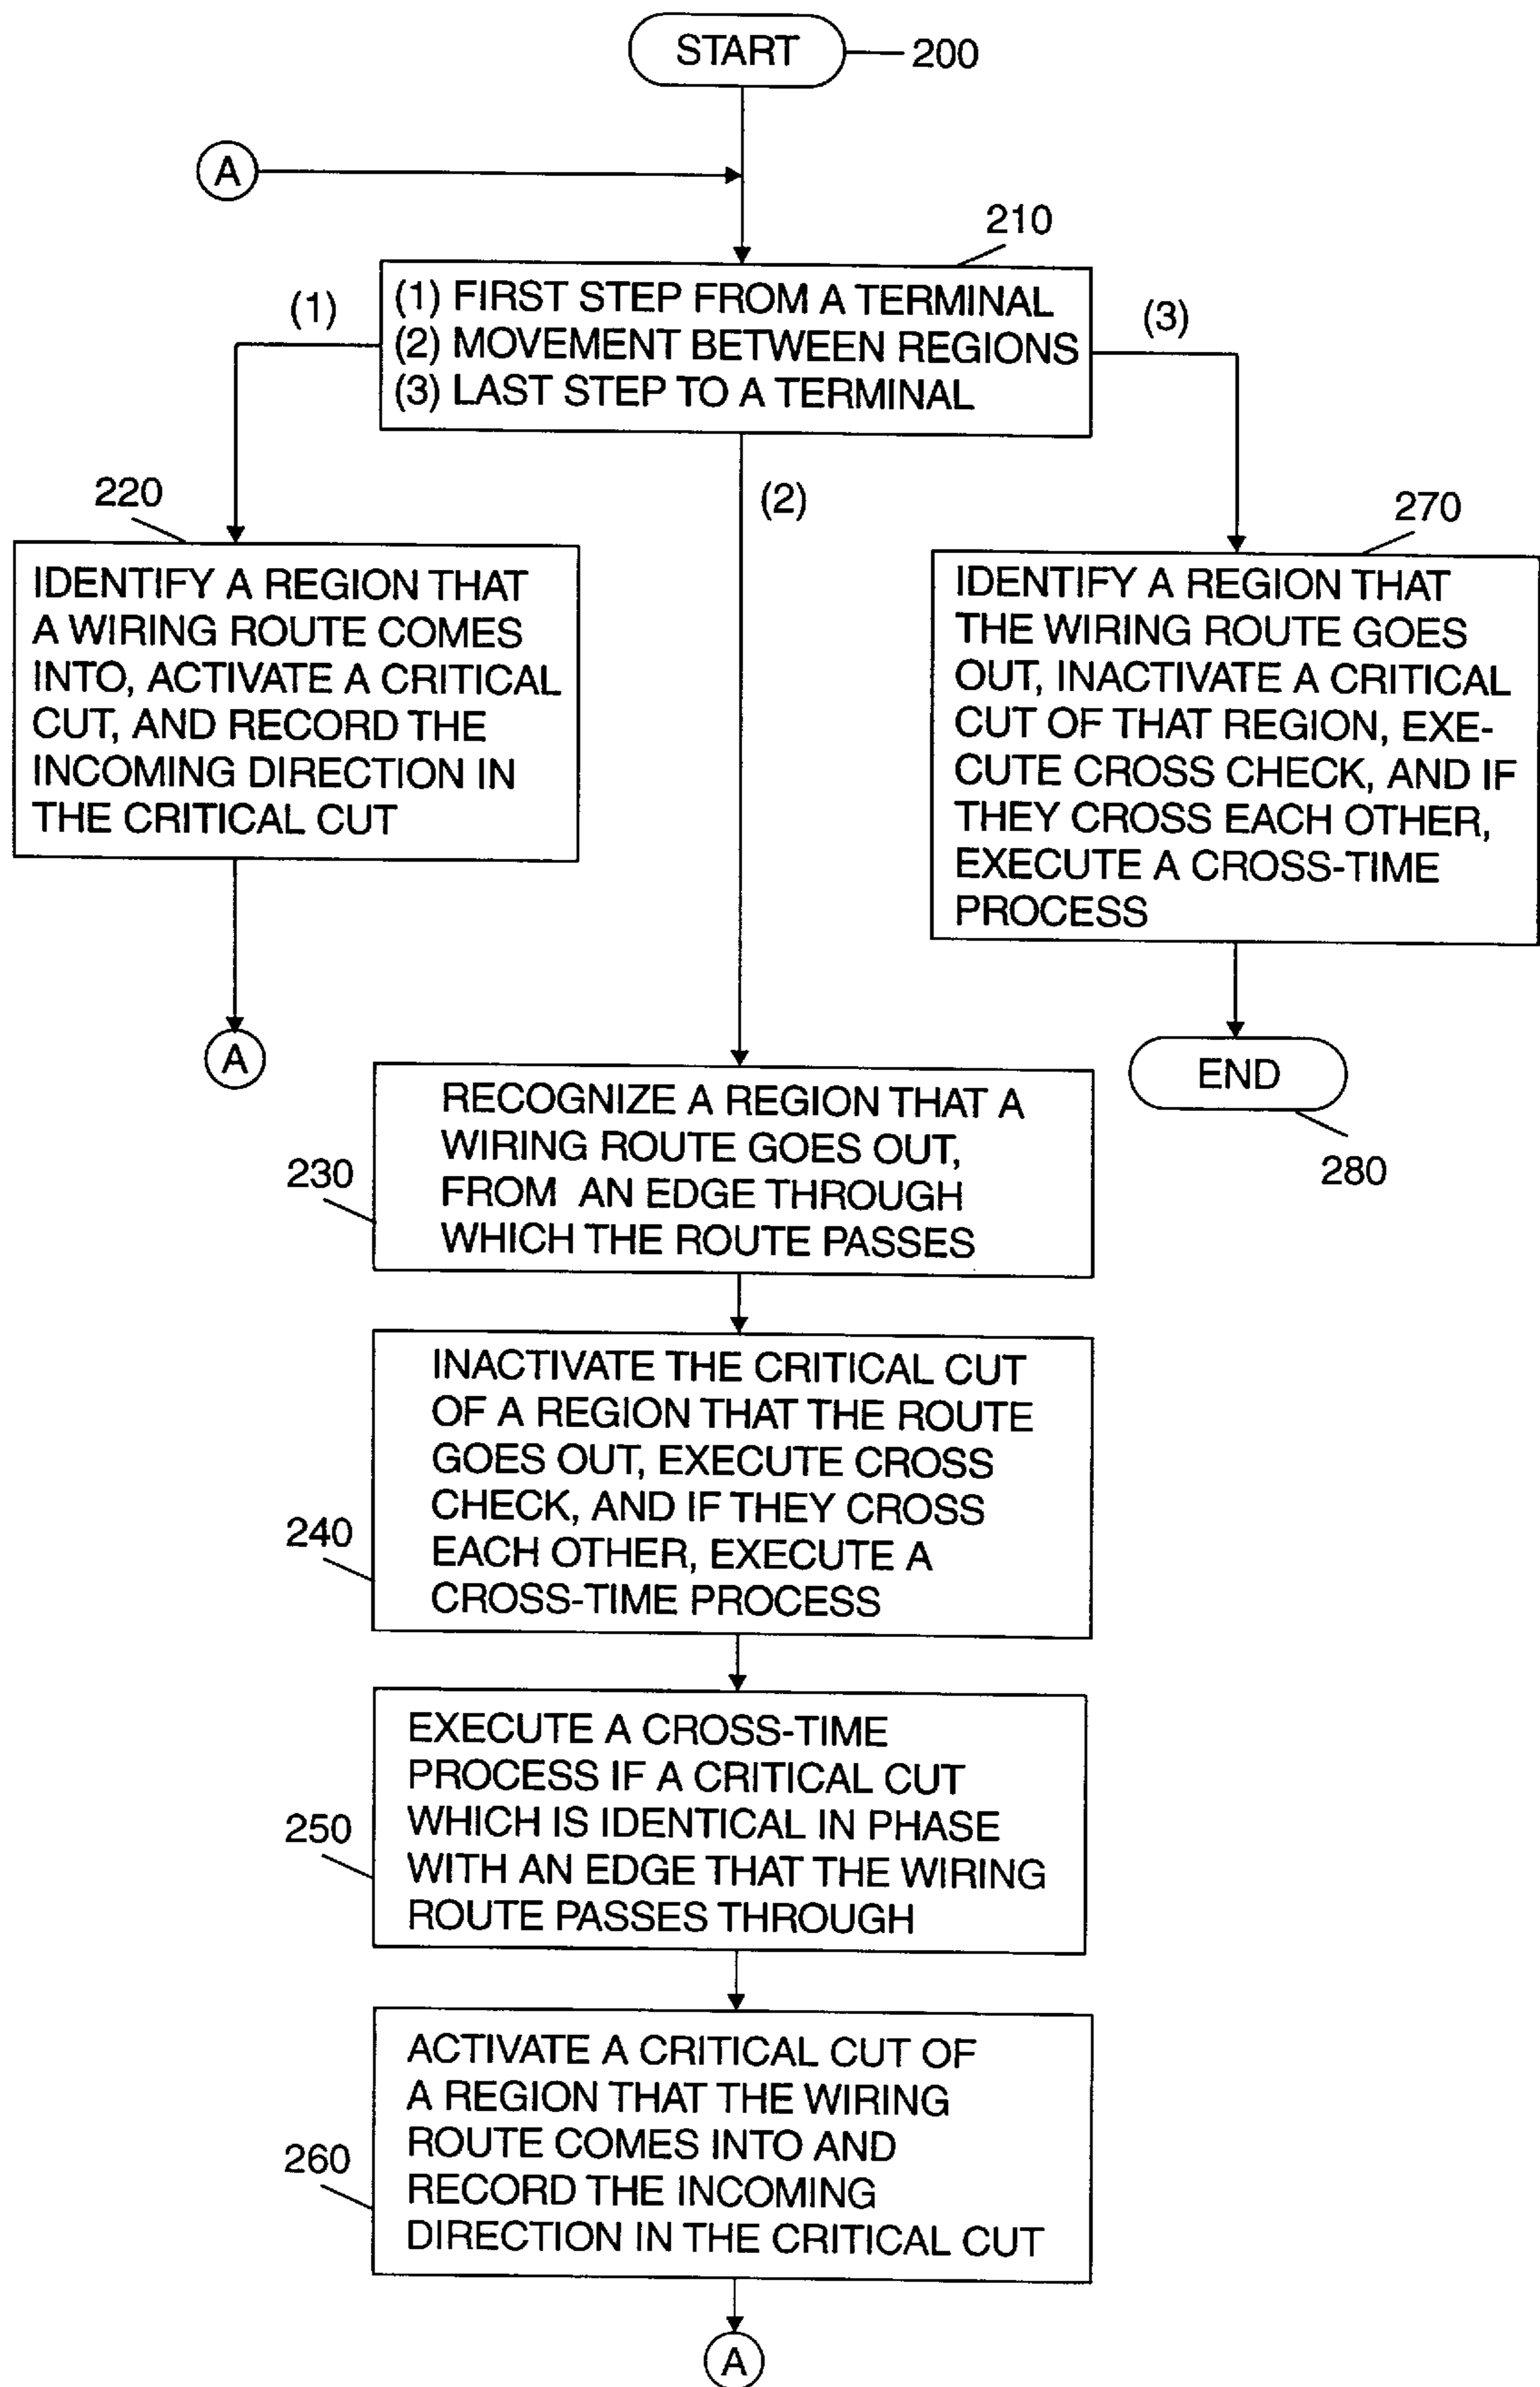 START
200
A
210
(1)
(1) FIRST STEP FROM A TERMINAL
(2) MOVEMENT BETWEEN REGIONS
(3) LAST STEP TO A TERMINAL
(3)
220
(2)
270
IDENTIFY A REGION THAT
A WIRING ROUTE COMES
INTO, ACTIVATE A CRITICAL
CUT, AND RECORD THE
INCOMING DIRECTION IN
THE CRITICAL CUT
IDENTIFY A REGION THAT
THE WIRING ROUTE GOES
OUT, INACTIVATE A CRITICAL
CUT OF THAT REGION, EXE-
CUTE CROSS CHECK, AND IF
THEY CROSS EACH OTHER,
EXECUTE A CROSS-TIME
PROCESS
A
END
280
230
RECOGNIZE A REGION THAT A
WIRING ROUTE GOES OUT,
FROM AN EDGE THROUGH
WHICH THE ROUTE PASSES
240
INACTIVATE THE CRITICAL CUT
OF A REGION THAT THE ROUTE
GOES OUT, EXECUTE CROSS
CHECK, AND IF THEY CROSS
EACH OTHER, EXECUTE A
CROSS-TIME PROCESS
250
EXECUTE A CROSS-TIME
PROCESS IF A CRITICAL CUT
WHICH IS IDENTICAL IN PHASE
WITH AN EDGE THAT THE WIRING
ROUTE PASSES THROUGH
260
ACTIVATE A CRITICAL CUT OF
A REGION THAT THE WIRING
ROUTE COMES INTO AND
RECORD THE INCOMING
DIRECTION IN THE CRITICAL CUT
A